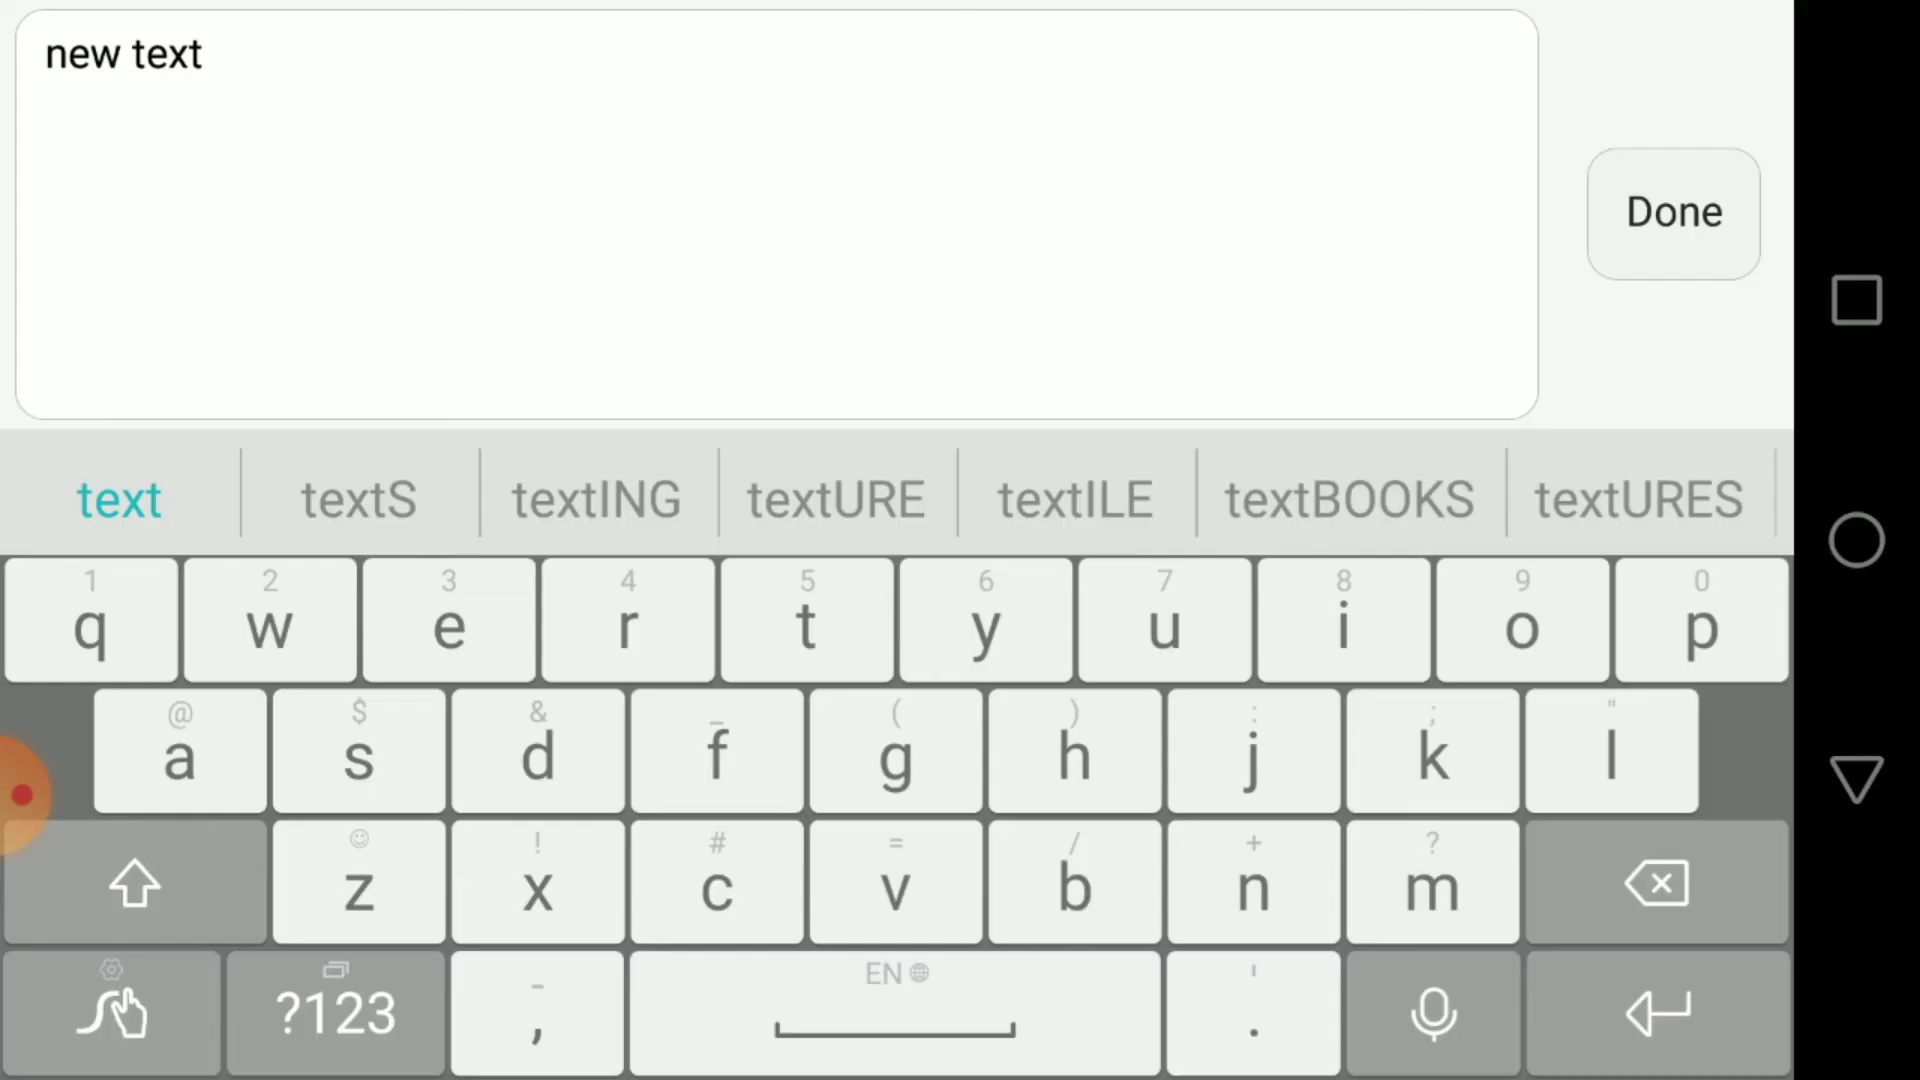 new text
Done
text textS textING textURE textILE textBOOKS textURES
1 2 3 4 5 6 7 8 9 0
q w e r t y u i o p
@ $ & _ ( ) : ; "
a s d f g h j k l
! # = / + ?
z x c v b n m
EN
?123 - , ' .